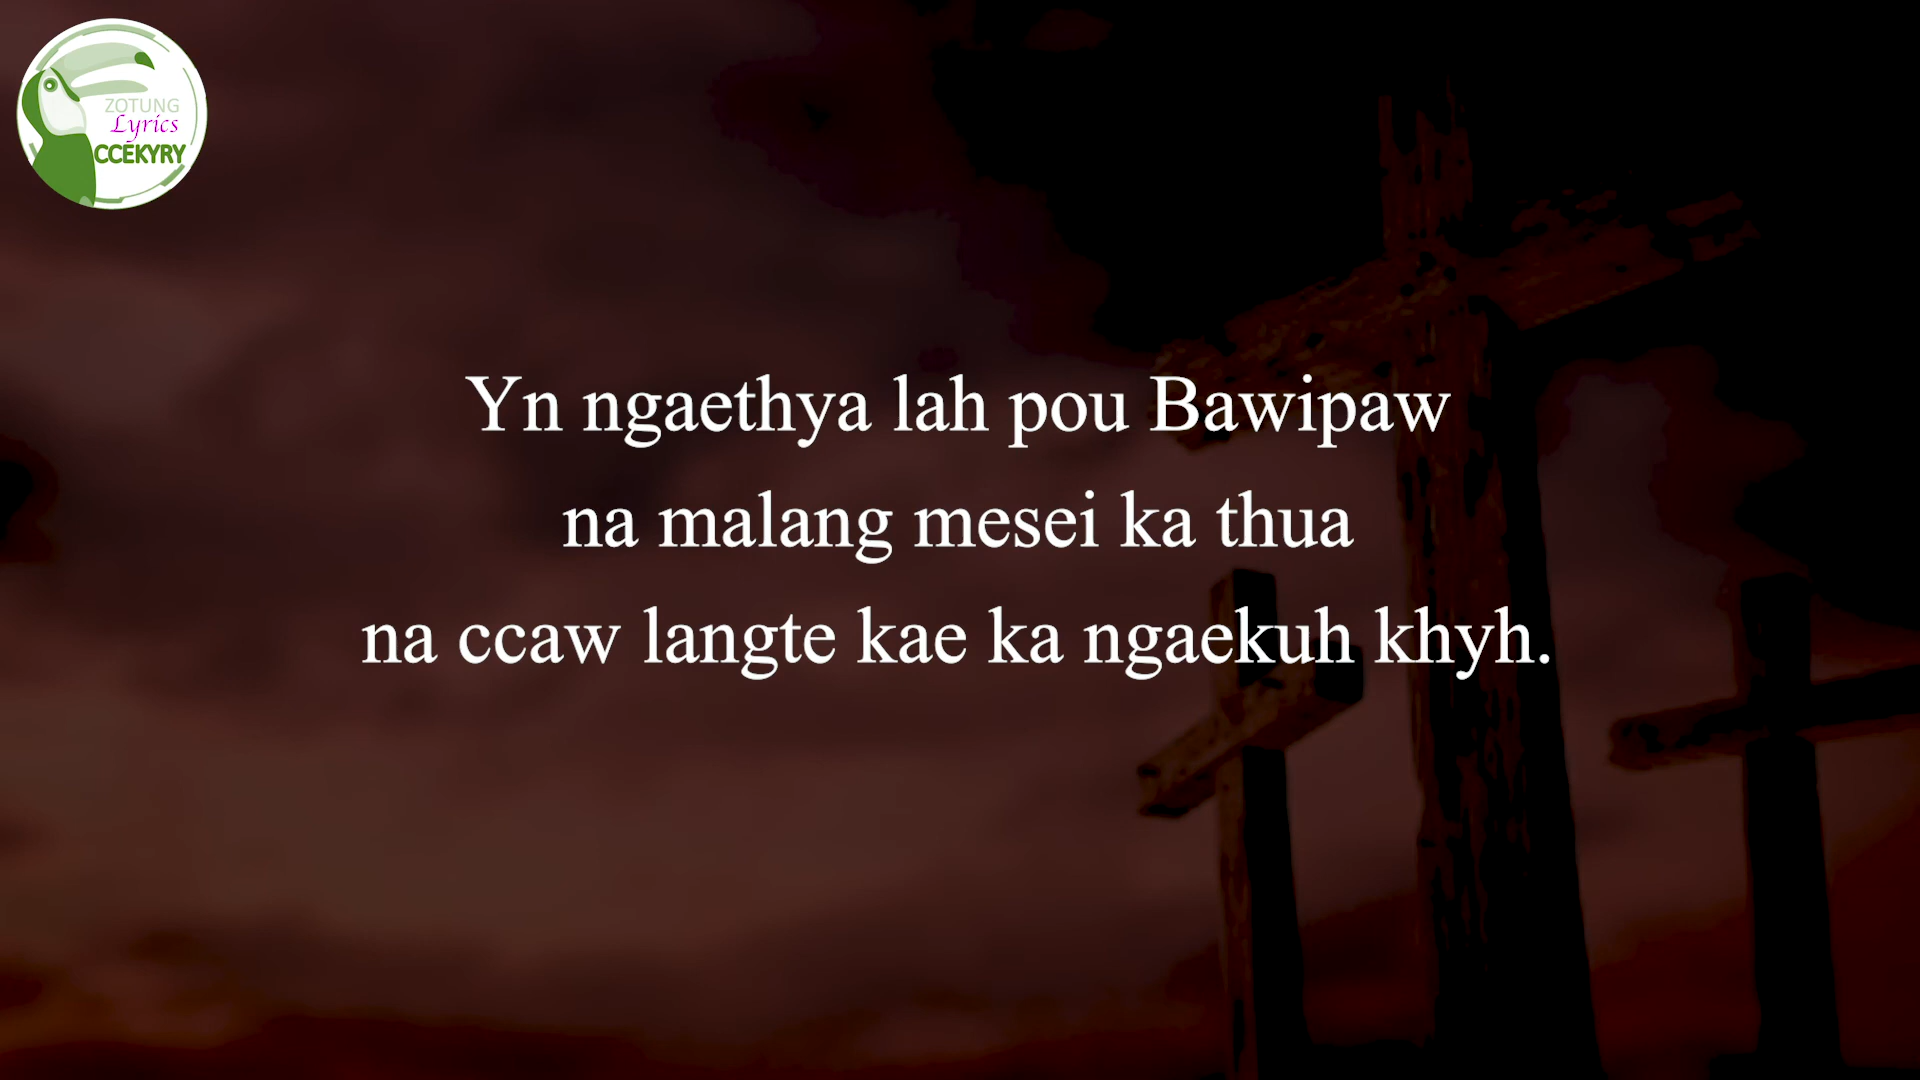 ZOTUNG
Lyrics
CCEKYRY
Yn ngaethya lah pou Bawipaw
na malang mesei ka thua
na ccaw langte kae ka ngaekuh khyh.